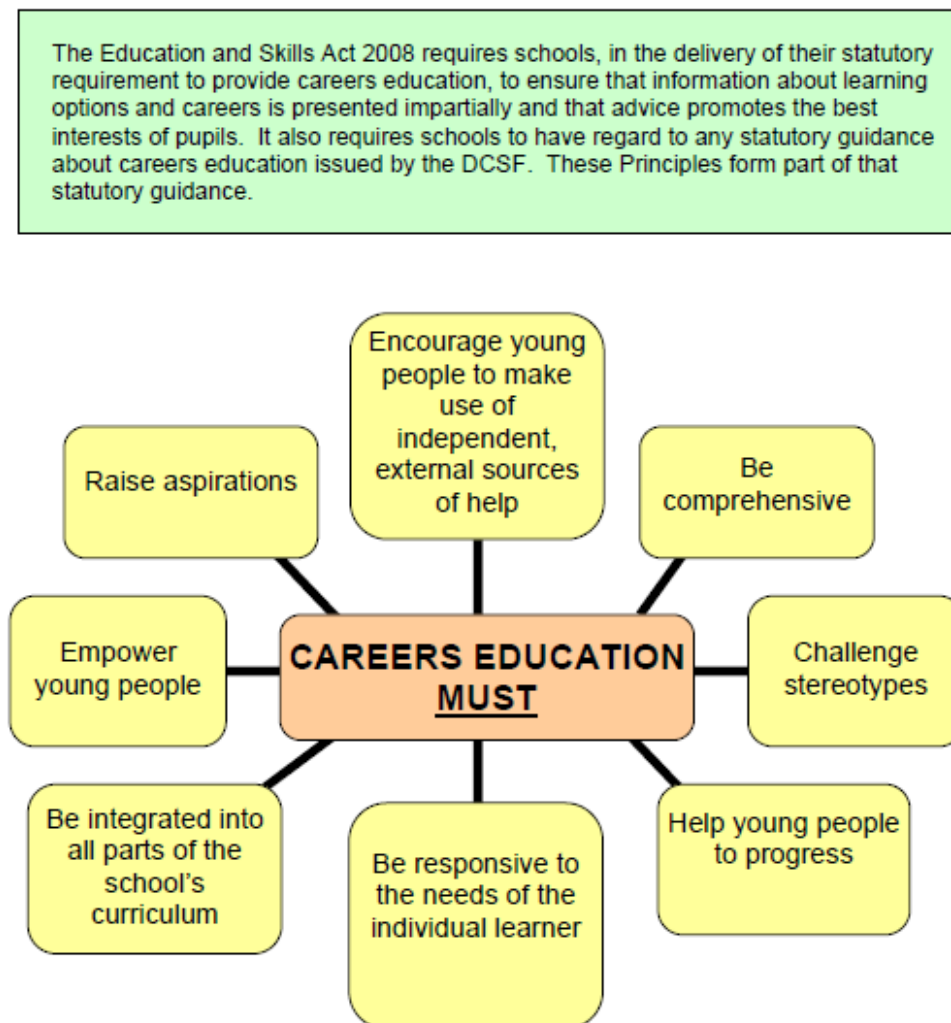 The Education and Skills Act 2008 requires schools, in the delivery of their statutory
requirement to provide careers education, to ensure that information about learning
options and careers is presented impartially and that advice promotes the best
interests of pupils.  It also requires schools to have regard to any statutory guidance
about careers education issued by the DCSF.  These Principles form part of that
statutory guidance.
Encourage young
people to make
use of
independent,
external sources
of help
Raise aspirations
Be
comprehensive
Empower
young people
CAREERS EDUCATION
MUST
Challenge
stereotypes
Be integrated into
all parts of the
school's
curriculum
Be responsive to
the needs of the
individual learner
Help young people
to progress